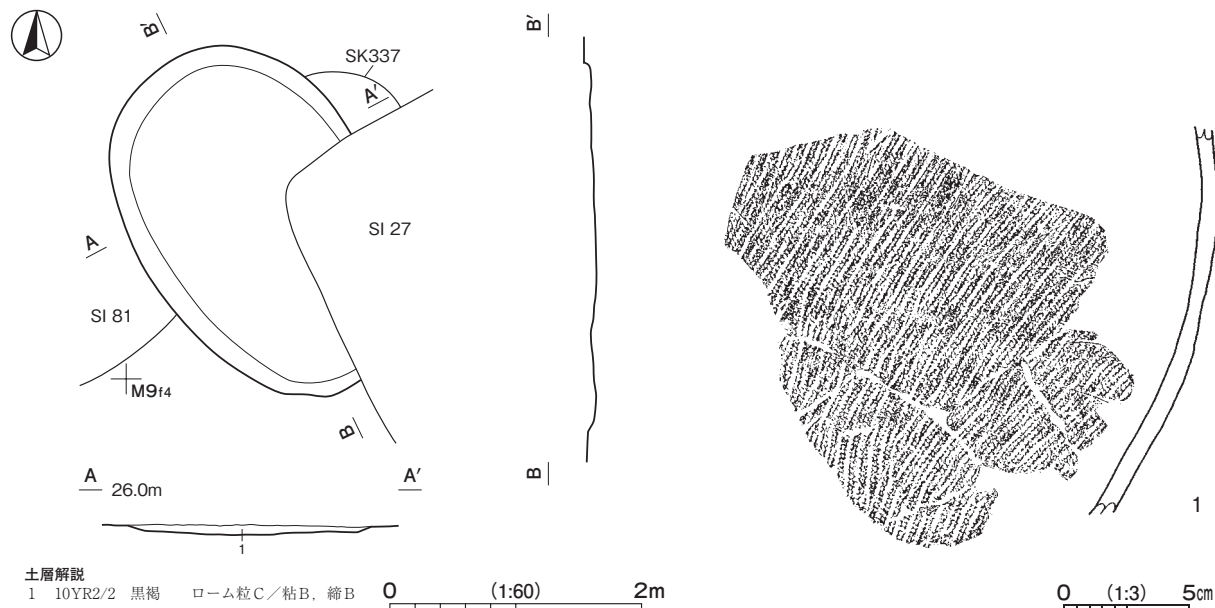 B′
SK337
A′
SI 27
A
SI 81
M9f4
B
B′
B
A 26.0m A′
1
土層解説
1 10YR2/2 黒褐 ローム粒C／粘B，締B
0 (1:60) 2m
1
0 (1:3) 5㎝